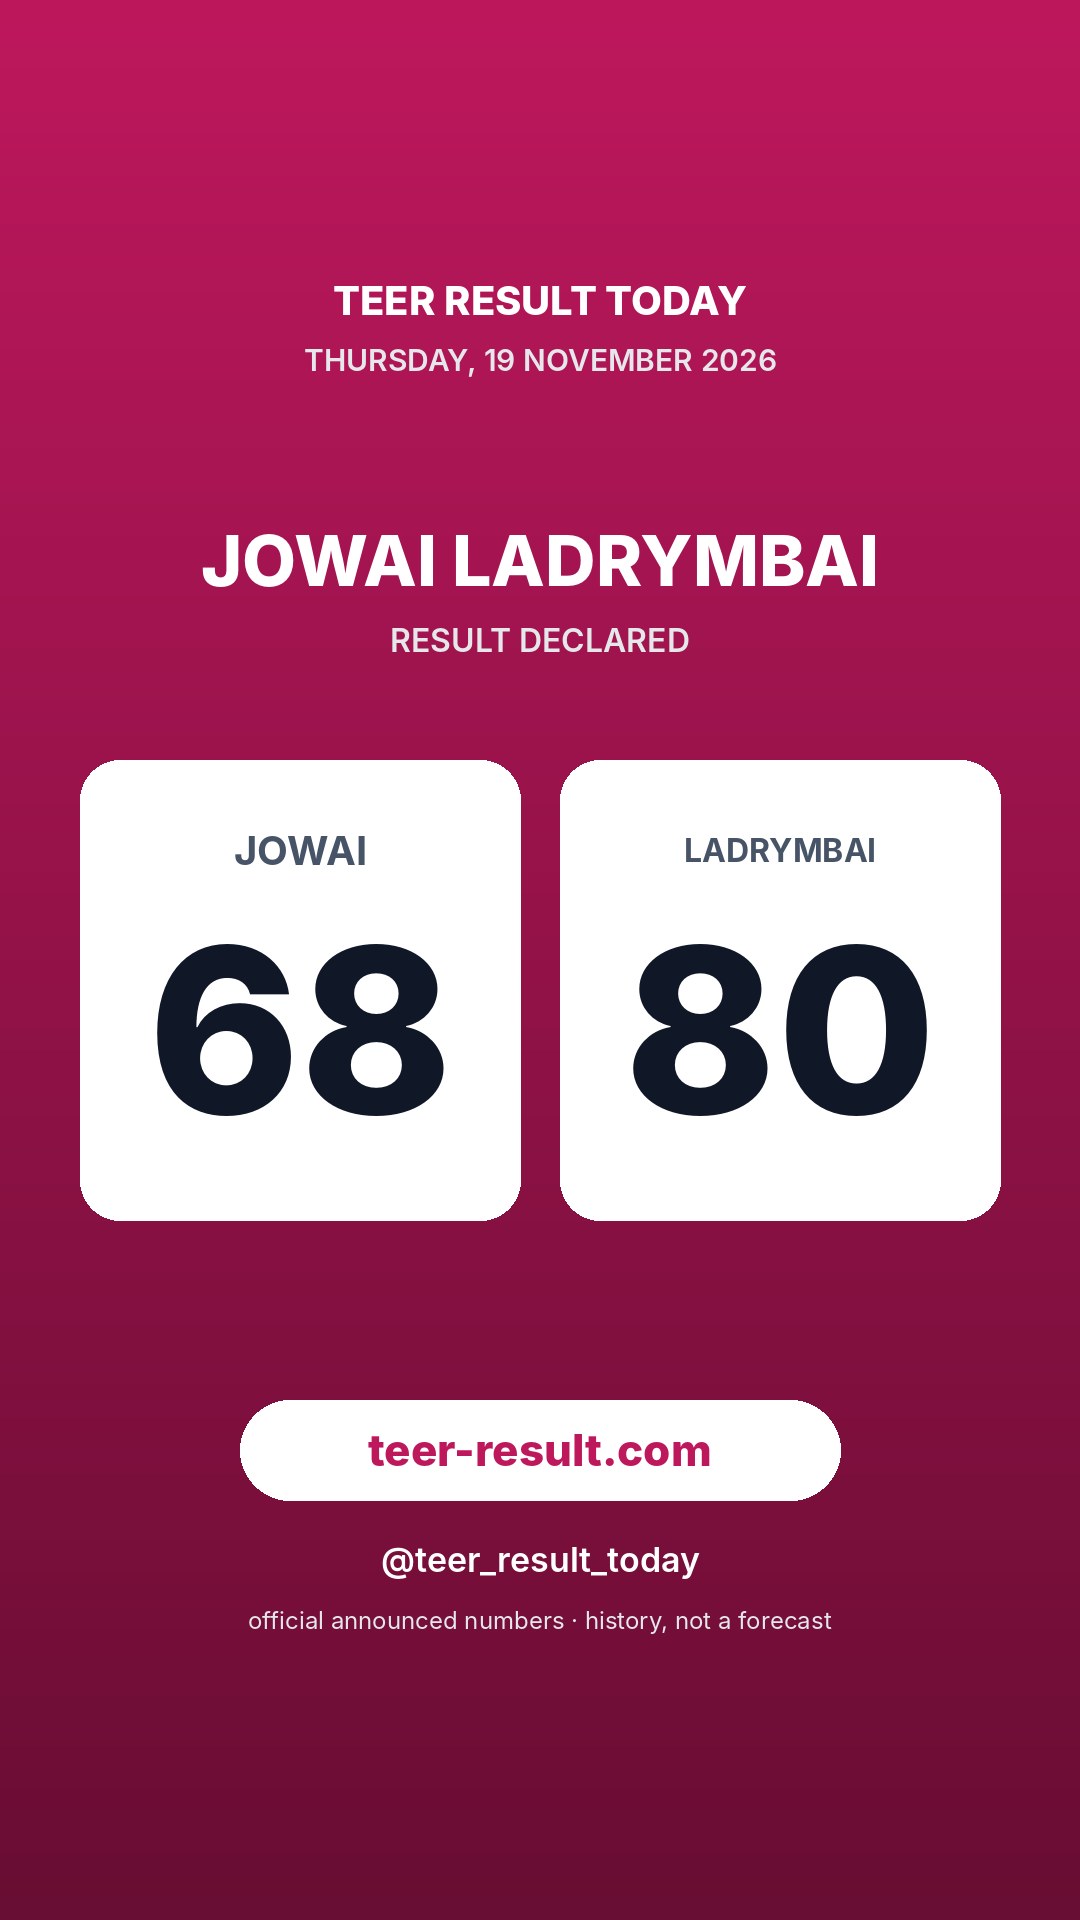 TEER RESULT TODAY
THURSDAY, 19 NOVEMBER 2026
JOWAI LADRYMBAI
RESULT DECLARED
JOWAI
68
LADRYMBAI
80
teer-result.com
@teer_result_today
official announced numbers · history, not a forecast